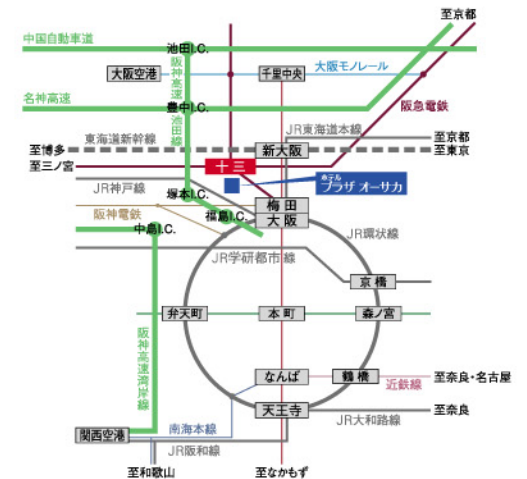 至京都
中国自動車道
池田I.C.
大阪空港
阪神高速
池田線
千里中央
大阪モノレール
名神高速
豊中I.C.
阪急電鉄
東海道新幹線
JR東海道本線
至京都
至博多
新大阪
至東京
至三ノ宮
十三
JR神戸線
ホテル
プラザ オーサカ
塚本I.C.
梅田
大阪
阪神電鉄
福島I.C.
中島I.C.
JR環状線
JR学研都市線
京橋
弁天町
本町
森ノ宮
阪神高速湾岸線
なんば
鶴橋
近鉄線
至奈良・名古屋
天王寺
至奈良
JR大和路線
関西空港
南海本線
JR阪和線
至和歌山
至なかもず